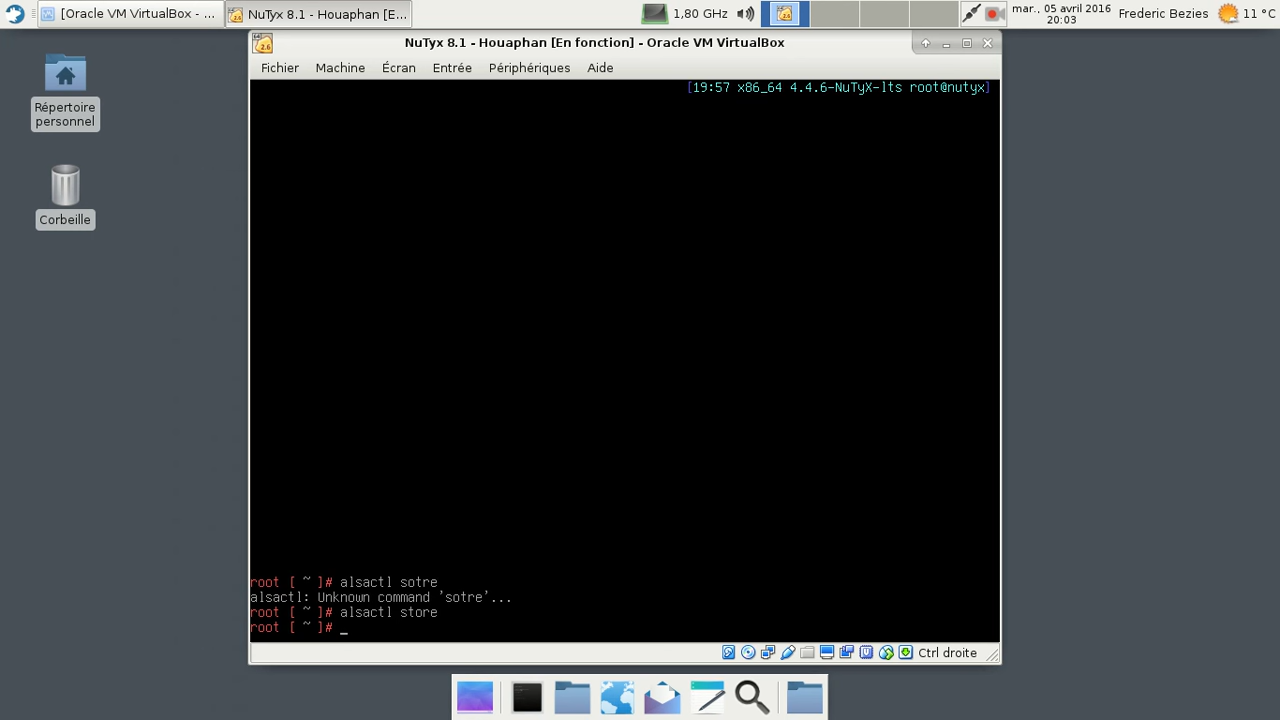 [Oracle VM VirtualBox - ...
NuTyx 8.1 - Houaphan [E...
1,80 GHz
mar., 05 avril 2016
20:03
Frederic Bezies
11 °C
Répertoire
personnel
Corbeille
NuTyx 8.1 - Houaphan [En fonction] - Oracle VM VirtualBox
Fichier Machine Écran Entrée Périphériques Aide
[19:57 x86_64 4.4.6-NuTyX-lts root@nutyx]
root [ ~ ]# alsactl sotre
alsactl: Unknown command 'sotre'...
root [ ~ ]# alsactl store
root [ ~ ]# _
Ctrl droite